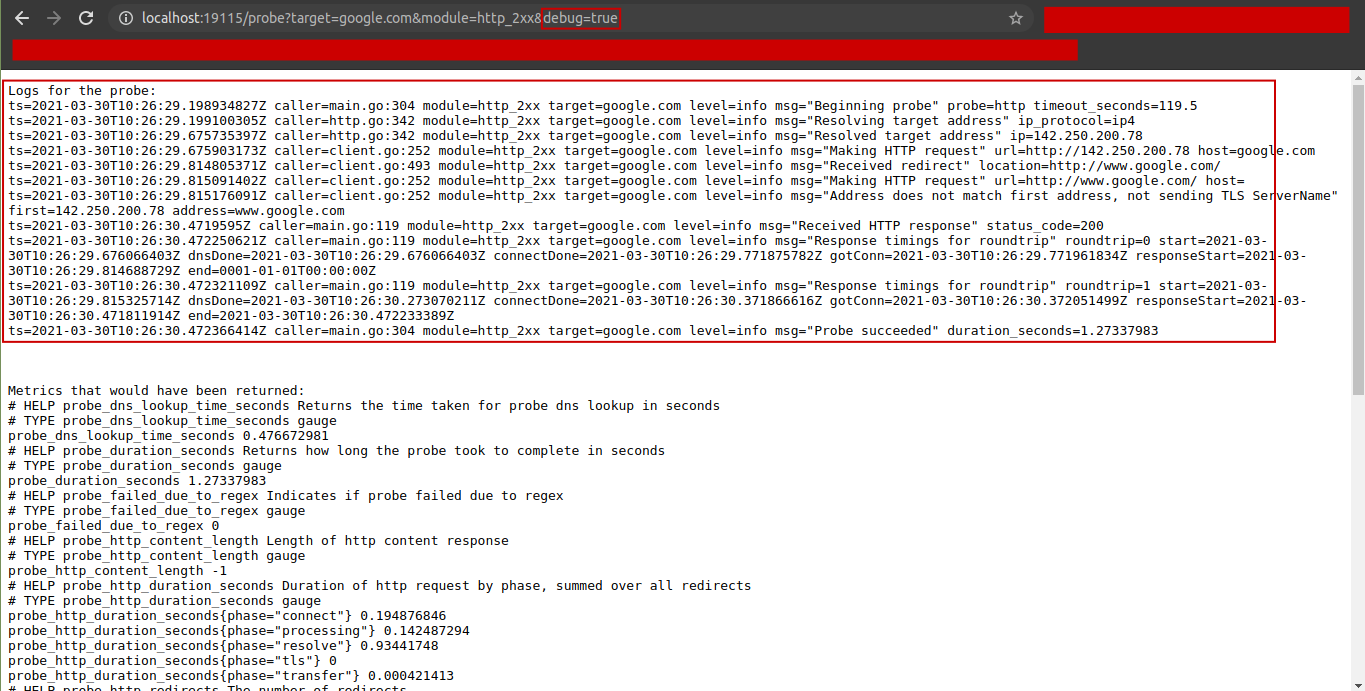 localhost:19115/probe?target=google.com&module=http_2xx&debug=true
Logs for the probe:
ts=2021-03-30T10:26:29.198934827Z caller=main.go:304 module=http_2xx target=google.com level=info msg="Beginning probe" probe=http timeout_seconds=119.5
ts=2021-03-30T10:26:29.199100305Z caller=http.go:342 module=http_2xx target=google.com level=info msg="Resolving target address" ip_protocol=ip4
ts=2021-03-30T10:26:29.675735397Z caller=http.go:342 module=http_2xx target=google.com level=info msg="Resolved target address" ip=142.250.200.78
ts=2021-03-30T10:26:29.675903173Z caller=client.go:252 module=http_2xx target=google.com level=info msg="Making HTTP request" url=http://142.250.200.78 host=google.com
ts=2021-03-30T10:26:29.814805371Z caller=client.go:493 module=http_2xx target=google.com level=info msg="Received redirect" location=http://www.google.com/
ts=2021-03-30T10:26:29.815091402Z caller=client.go:252 module=http_2xx target=google.com level=info msg="Making HTTP request" url=http://www.google.com/ host=
ts=2021-03-30T10:26:29.815176091Z caller=client.go:252 module=http_2xx target=google.com level=info msg="Address does not match first address, not sending TLS ServerName"
first=142.250.200.78 address=www.google.com
ts=2021-03-30T10:26:30.4719595Z caller=main.go:119 module=http_2xx target=google.com level=info msg="Received HTTP response" status_code=200
ts=2021-03-30T10:26:30.472250621Z caller=main.go:119 module=http_2xx target=google.com level=info msg="Response timings for roundtrip" roundtrip=0 start=2021-03-
30T10:26:29.676066403Z dnsDone=2021-03-30T10:26:29.676066403Z connectDone=2021-03-30T10:26:29.771875782Z gotConn=2021-03-30T10:26:29.771961834Z responseStart=2021-03-
30T10:26:29.814688729Z end=0001-01-01T00:00:00Z
ts=2021-03-30T10:26:30.472321109Z caller=main.go:119 module=http_2xx target=google.com level=info msg="Response timings for roundtrip" roundtrip=1 start=2021-03-
30T10:26:29.815325714Z dnsDone=2021-03-30T10:26:30.273070211Z connectDone=2021-03-30T10:26:30.371866616Z gotConn=2021-03-30T10:26:30.372051499Z responseStart=2021-03-
30T10:26:30.471811914Z end=2021-03-30T10:26:30.472233389Z
ts=2021-03-30T10:26:30.472366414Z caller=main.go:304 module=http_2xx target=google.com level=info msg="Probe succeeded" duration_seconds=1.27337983
Metrics that would have been returned:
# HELP probe_dns_lookup_time_seconds Returns the time taken for probe dns lookup in seconds
# TYPE probe_dns_lookup_time_seconds gauge
probe_dns_lookup_time_seconds 0.476672981
# HELP probe_duration_seconds Returns how long the probe took to complete in seconds
# TYPE probe_duration_seconds gauge
probe_duration_seconds 1.27337983
# HELP probe_failed_due_to_regex Indicates if probe failed due to regex
# TYPE probe_failed_due_to_regex gauge
probe_failed_due_to_regex 0
# HELP probe_http_content_length Length of http content response
# TYPE probe_http_content_length gauge
probe_http_content_length -1
# HELP probe_http_duration_seconds Duration of http request by phase, summed over all redirects
# TYPE probe_http_duration_seconds gauge
probe_http_duration_seconds{phase="connect"} 0.194876846
probe_http_duration_seconds{phase="processing"} 0.142487294
probe_http_duration_seconds{phase="resolve"} 0.93441748
probe_http_duration_seconds{phase="tls"} 0
probe_http_duration_seconds{phase="transfer"} 0.000421413
# HELP probe_http_redirects The number of redirects